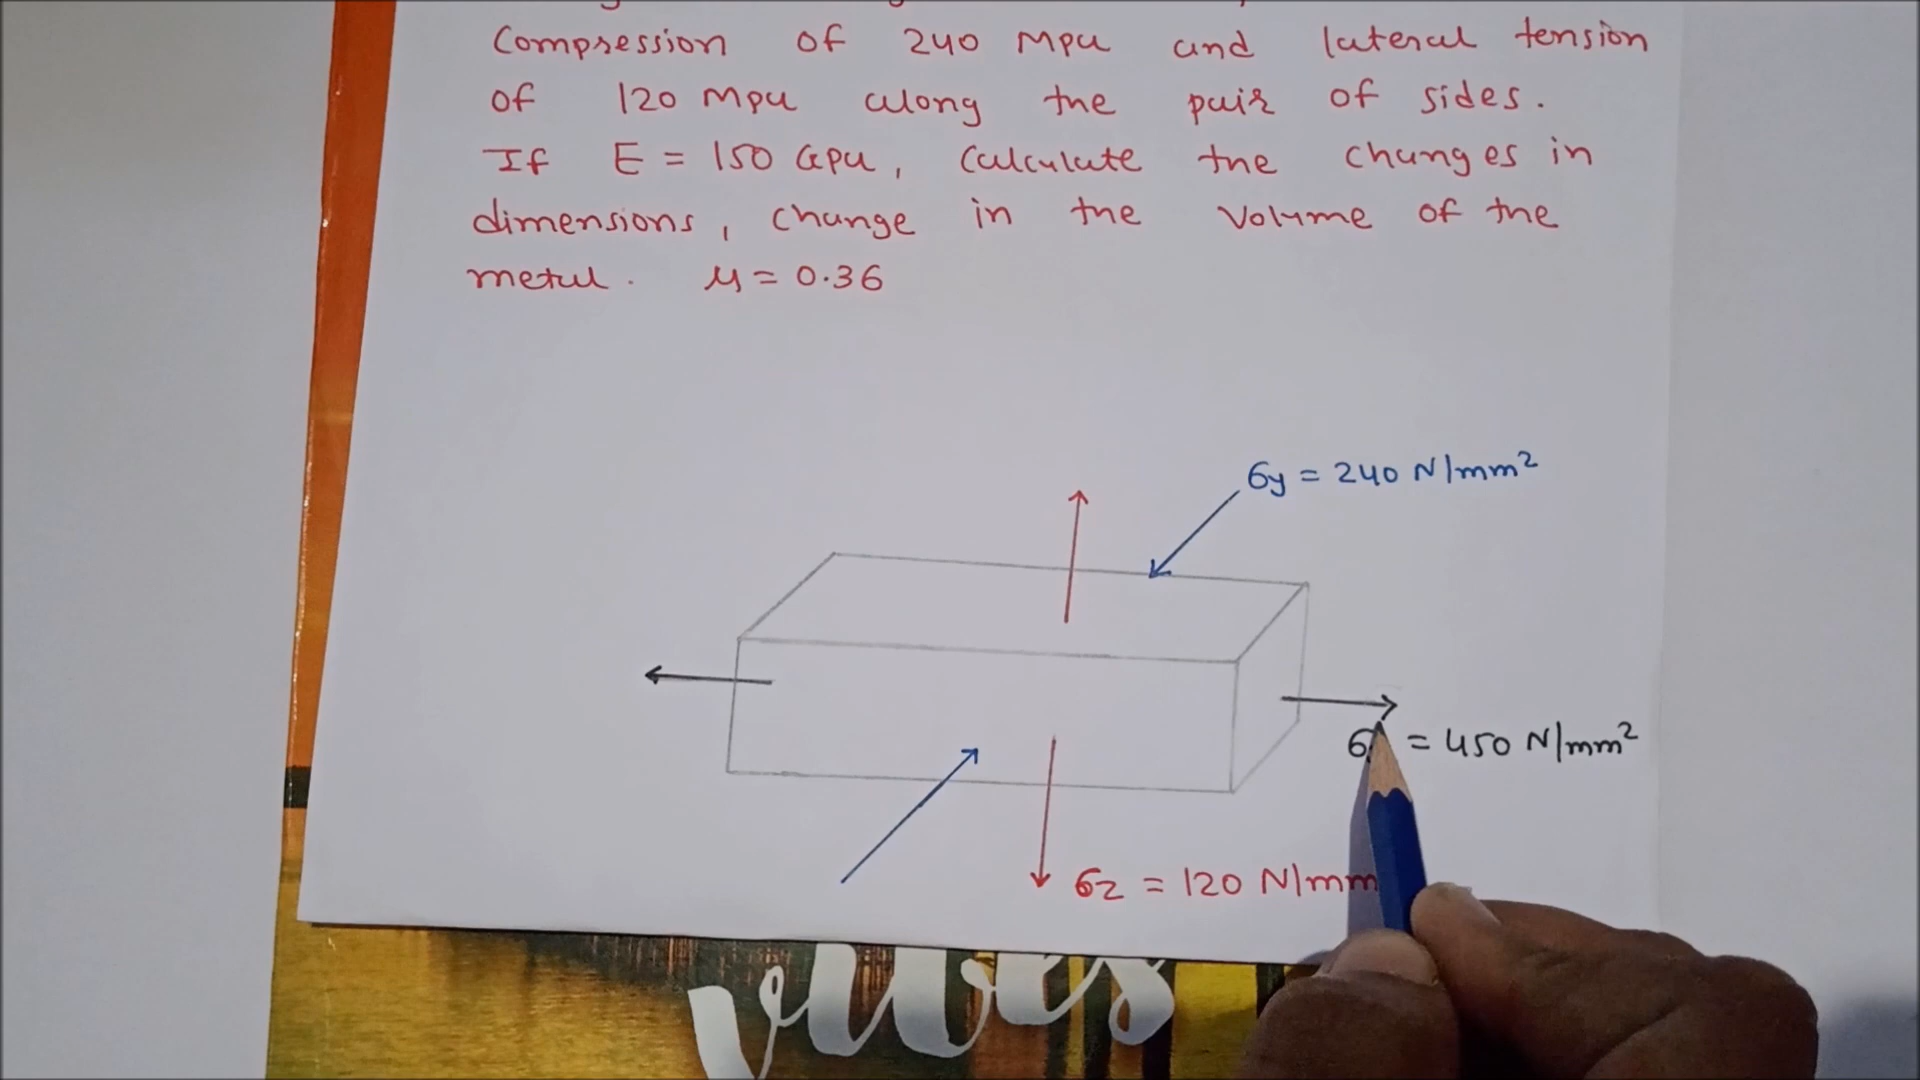 Compression of 240 Mpa and lateral tension
of 120 Mpa along the pair of sides.
If E = 150 Gpa, Calculate the changes in
dimensions, change in the Volume of the
metal. μ = 0.36
σy = 240 N/mm²
= 450 N/mm²
σz = 120 N/mm
vibes